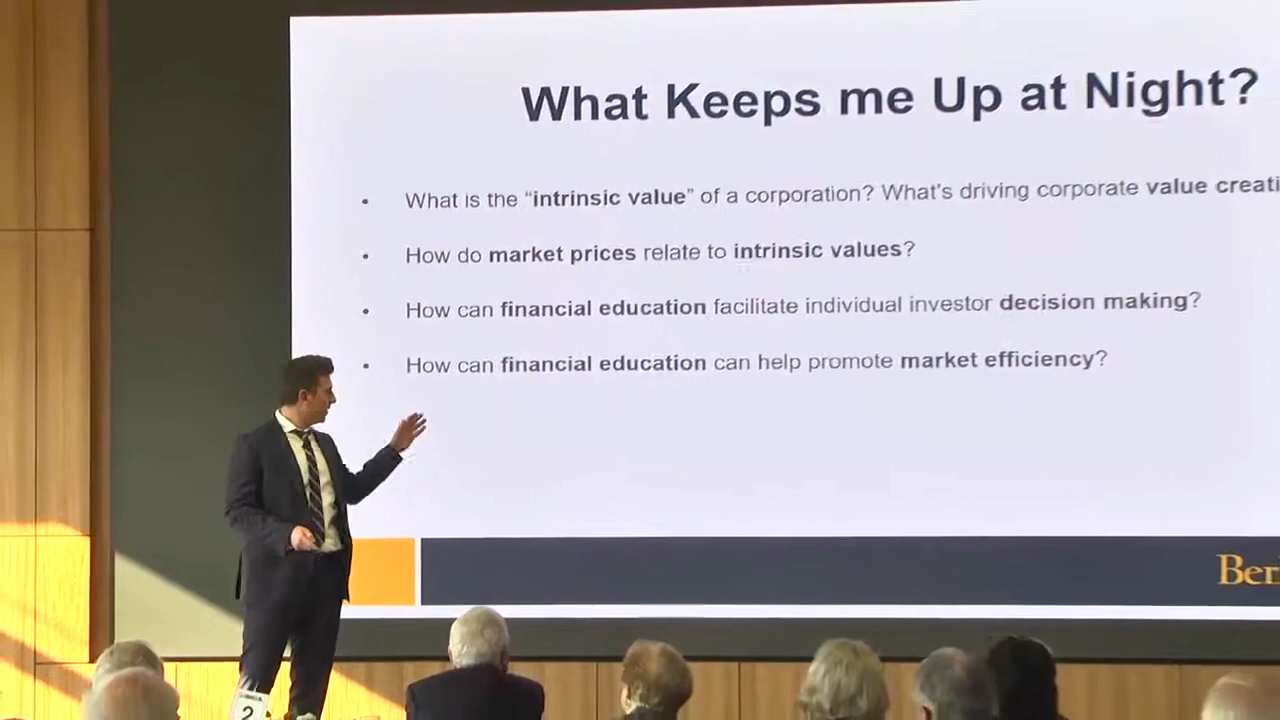 What Keeps me Up at Night?
• What is the “intrinsic value” of a corporation? What's driving corporate value creati
• How do market prices relate to intrinsic values?
• How can financial education facilitate individual investor decision making?
• How can financial education can help promote market efficiency?
Ber
2